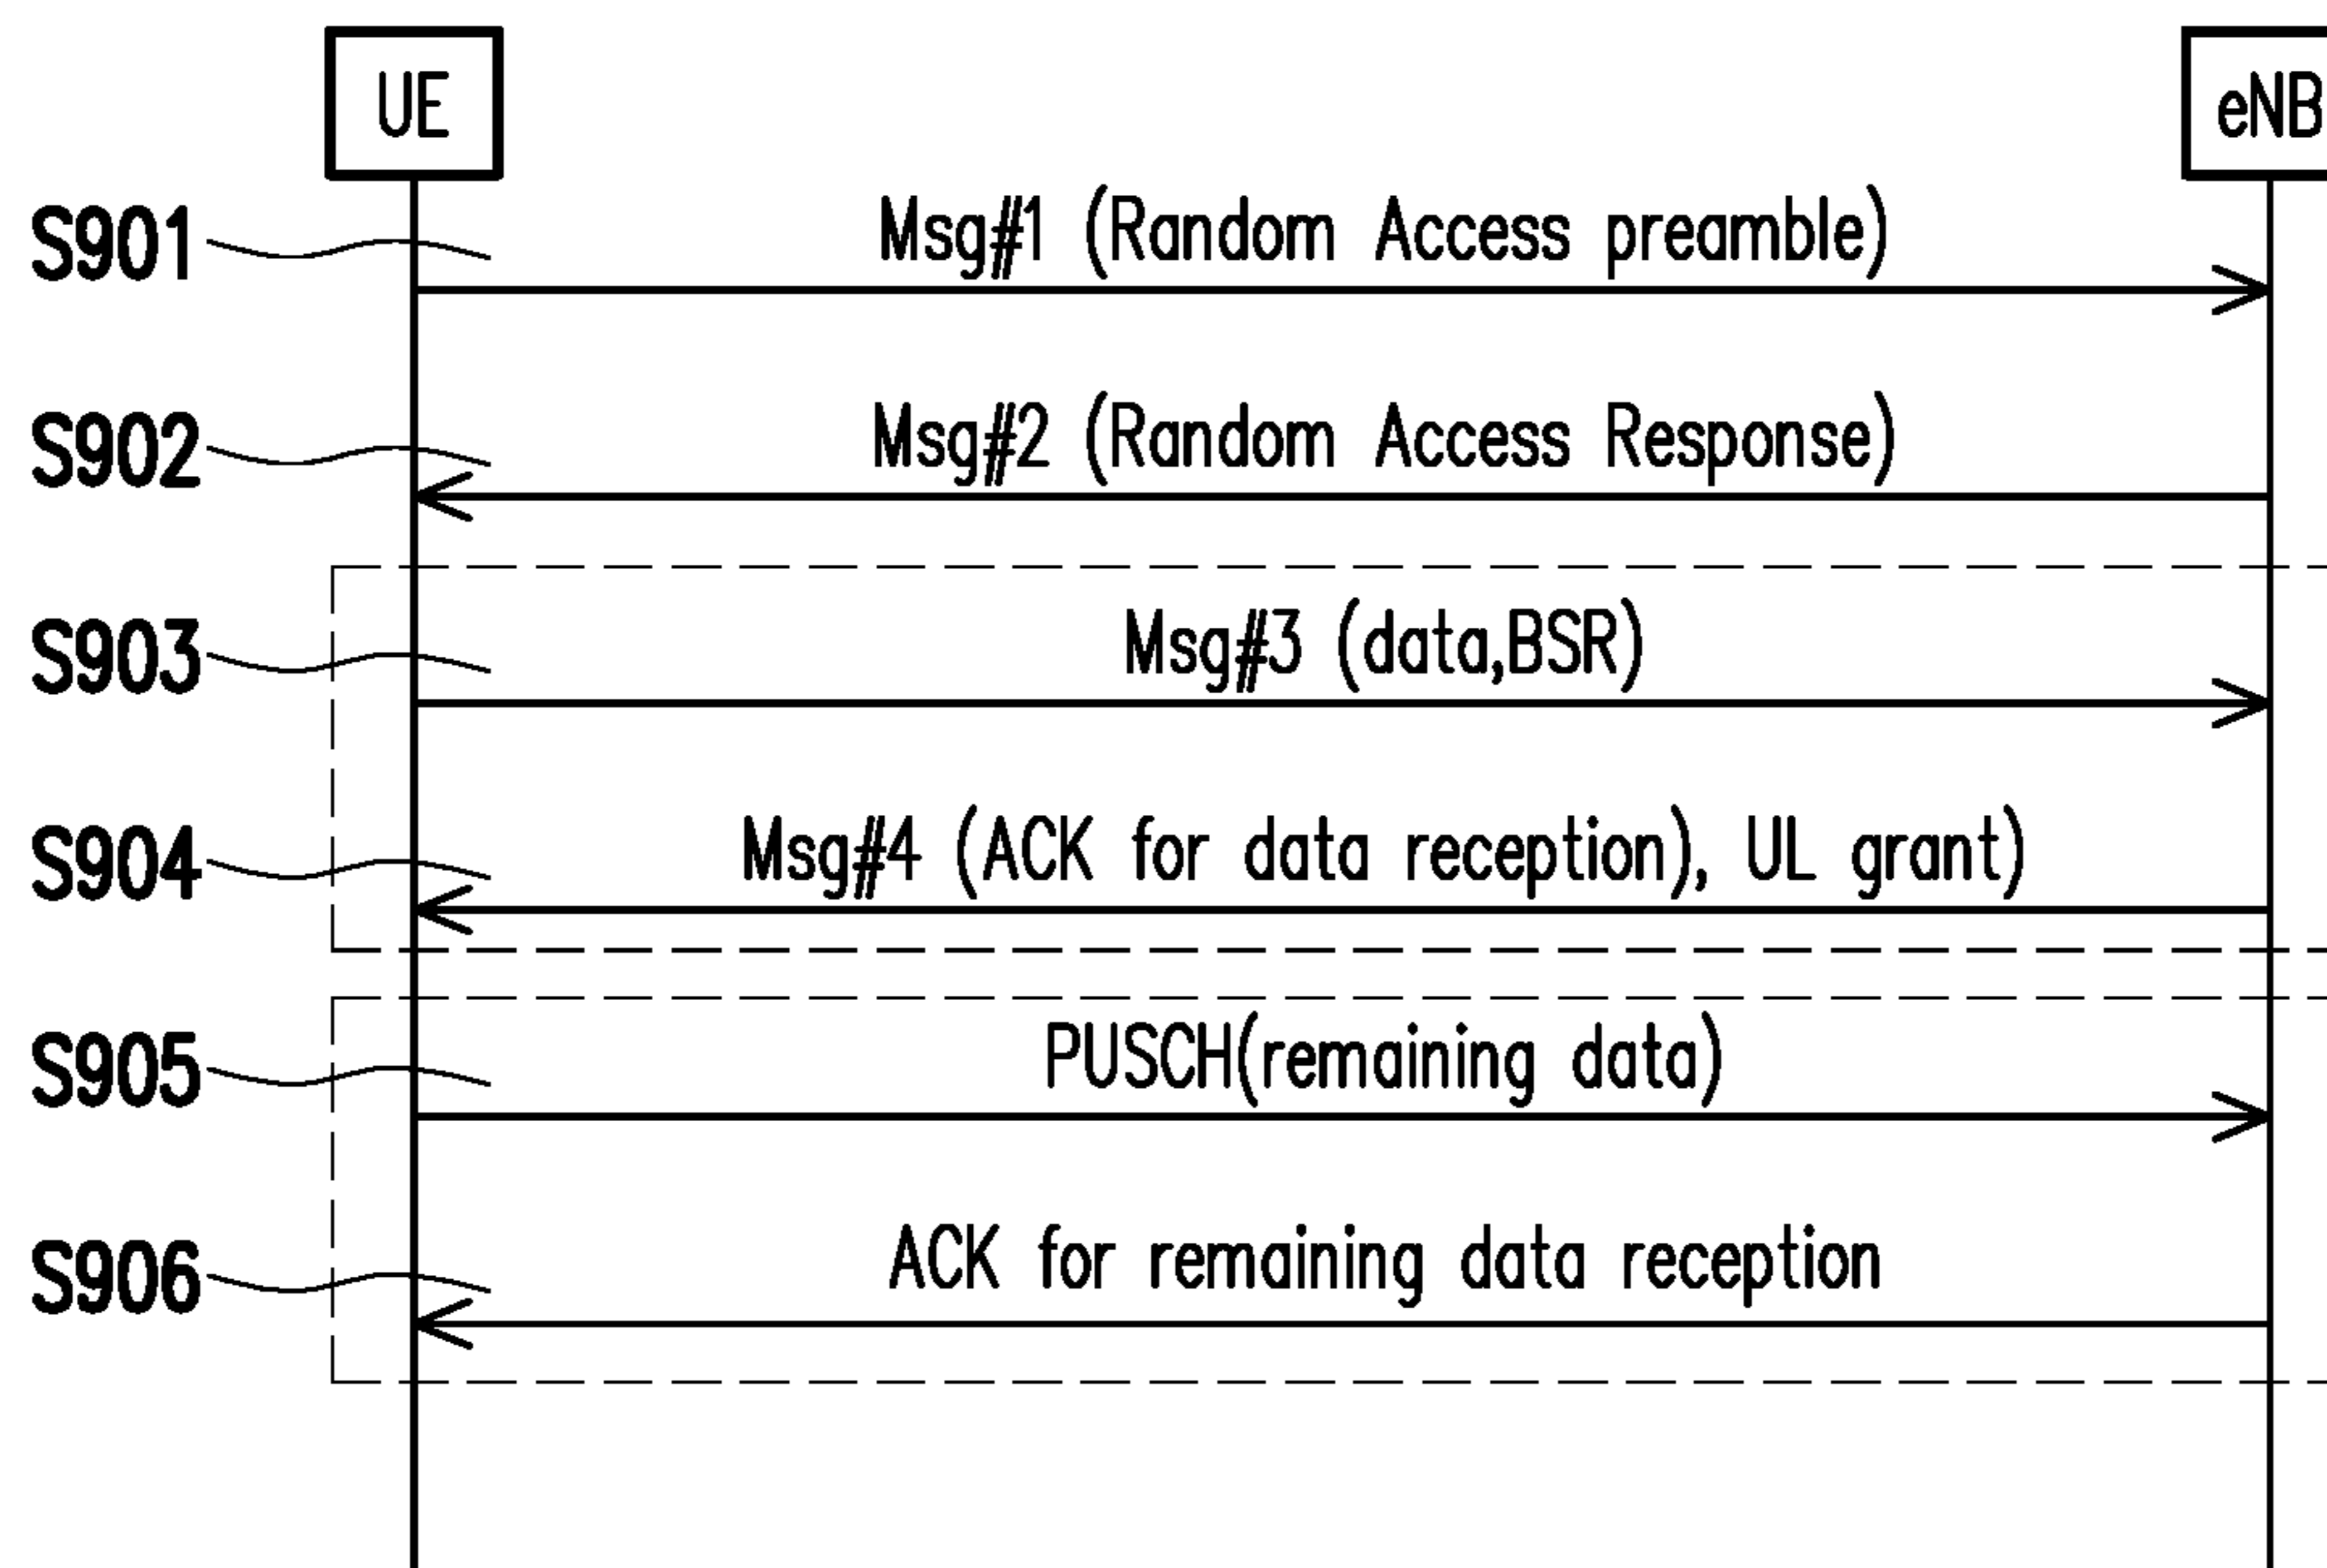 UE
eNB
S901
Msg#1 (Random Access preamble)
S902
Msg#2 (Random Access Response)
S903
Msg#3 (data,BSR)
S904
Msg#4 (ACK for data reception), UL grant)
S905
PUSCH(remaining data)
S906
ACK for remaining data reception